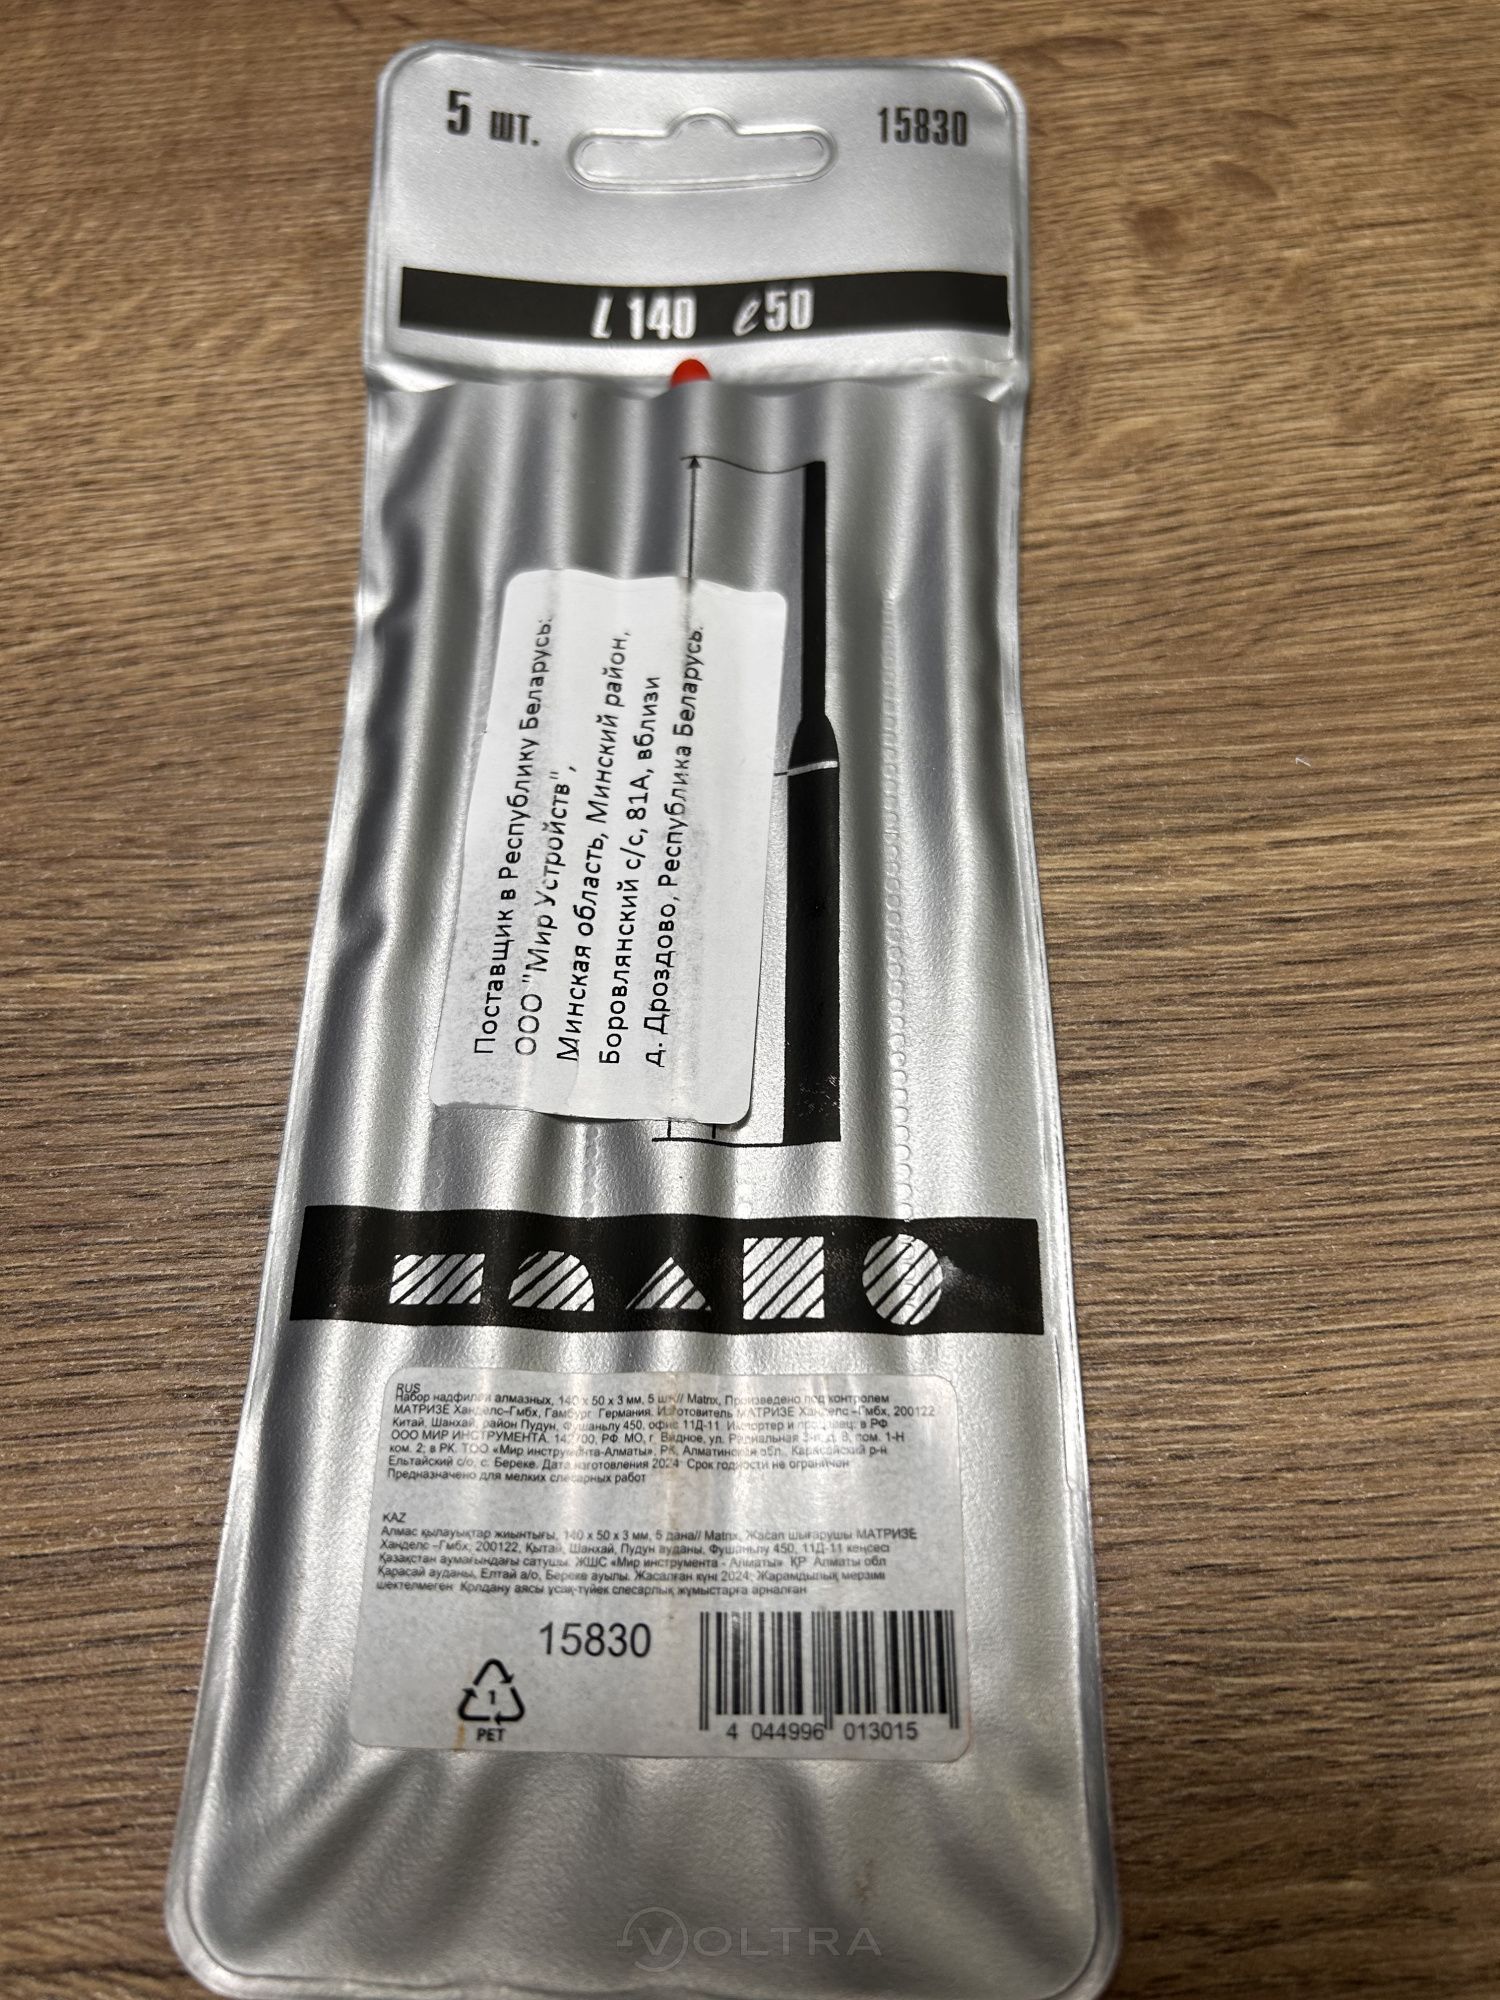 5 шт.
15830
L 140 ℓ 50
Поставщик в Республику Беларусь:
ООО "Мир Устройств",
Минская область, Минский район,
Боровлянский с/с, 81А, вблизи
д. Дроздово, Республика Беларусь.
RUS
Набор надфилей алмазных, 140 x 50 x 3 мм, 5 шт.// Matrix, Произведено под контролем
МАТРИЗЕ Ханделс-Гмбх, Гамбург Германия. Изготовитель МАТРИЗЕ Ханделс-Гмбх, 200122
Китай, Шанхай, район Пудун, Фушаньлу 450, офис 11Д-11. Импортер и продавец: в РФ
ООО МИР ИНСТРУМЕНТА, 142700, РФ, МО, г. Видное, ул. Радиальная 3-я, д. 8, пом. 1-Н
ком. 2; в РК. ТОО «Мир инструмента-Алматы», РК, Алматинская обл., Карасайский р-н
Ельтайский с/о, с. Береке. Дата изготовления 2024 Срок годности не ограничен
Предназначено для мелких слесарных работ
KAZ
Алмас қылауықтар жиынтығы, 140 x 50 x 3 мм, 5 дана// Matrix, Жасап шығарушы МАТРИЗЕ
Ханделс –Гмбх, 200122, Қытай, Шанхай, Пудун ауданы, Фушаньлу 450, 11Д-11 кеңсесі
Қазақстан аумағындағы сатушы: ЖШС «Мир инструмента - Алматы» ҚР Алматы обл
Қарасай ауданы, Елтай а/о, Береке ауылы. Жасалған күні 2024; Жарамдылық мерзімі
шектелмеген Қолдану аясы ұсақ-түйек слесарлық жұмыстарға арналған
15830
1
PET
4 044996 013015
VOLTRA